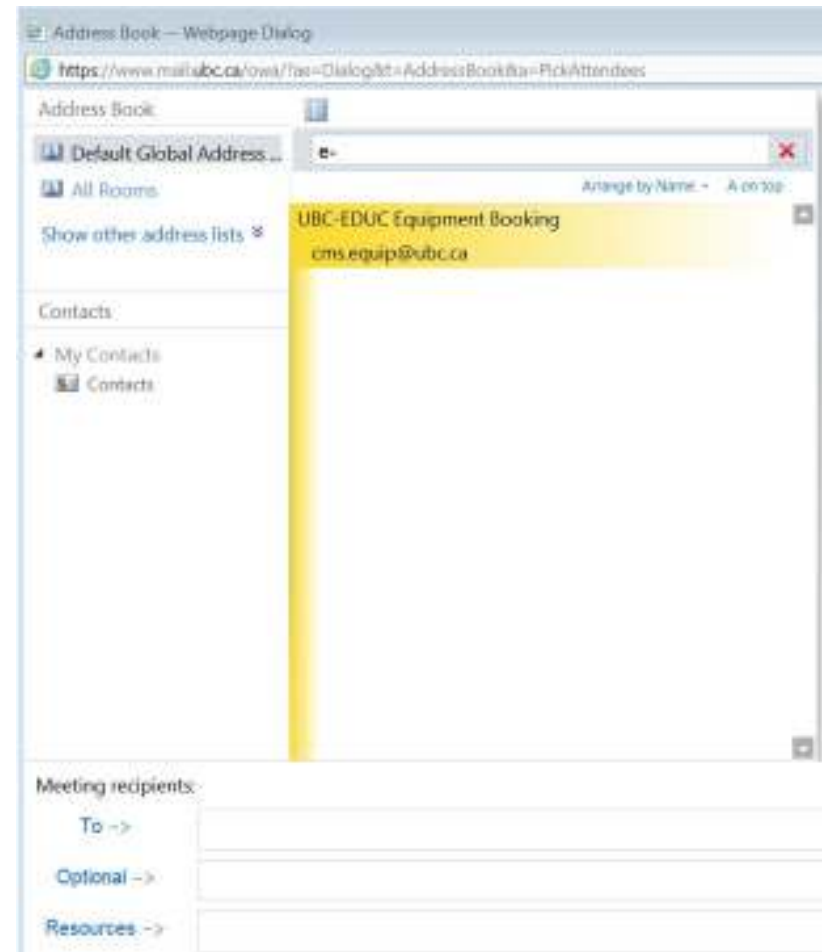 Address Book -- Webpage Dialog
https://www.mail.ubc.ca/owa/?ae=Dialog&t=AddressBook&a=PickAttendees
Address Book
Default Global Address ...
e-
All Rooms
Arrange by Name
A on top
Show other address lists
UBC-EDUC Equipment Booking
cms.equip@ubc.ca
Contacts
My Contacts
Contacts
Meeting recipients:
To ->
Optional ->
Resources ->